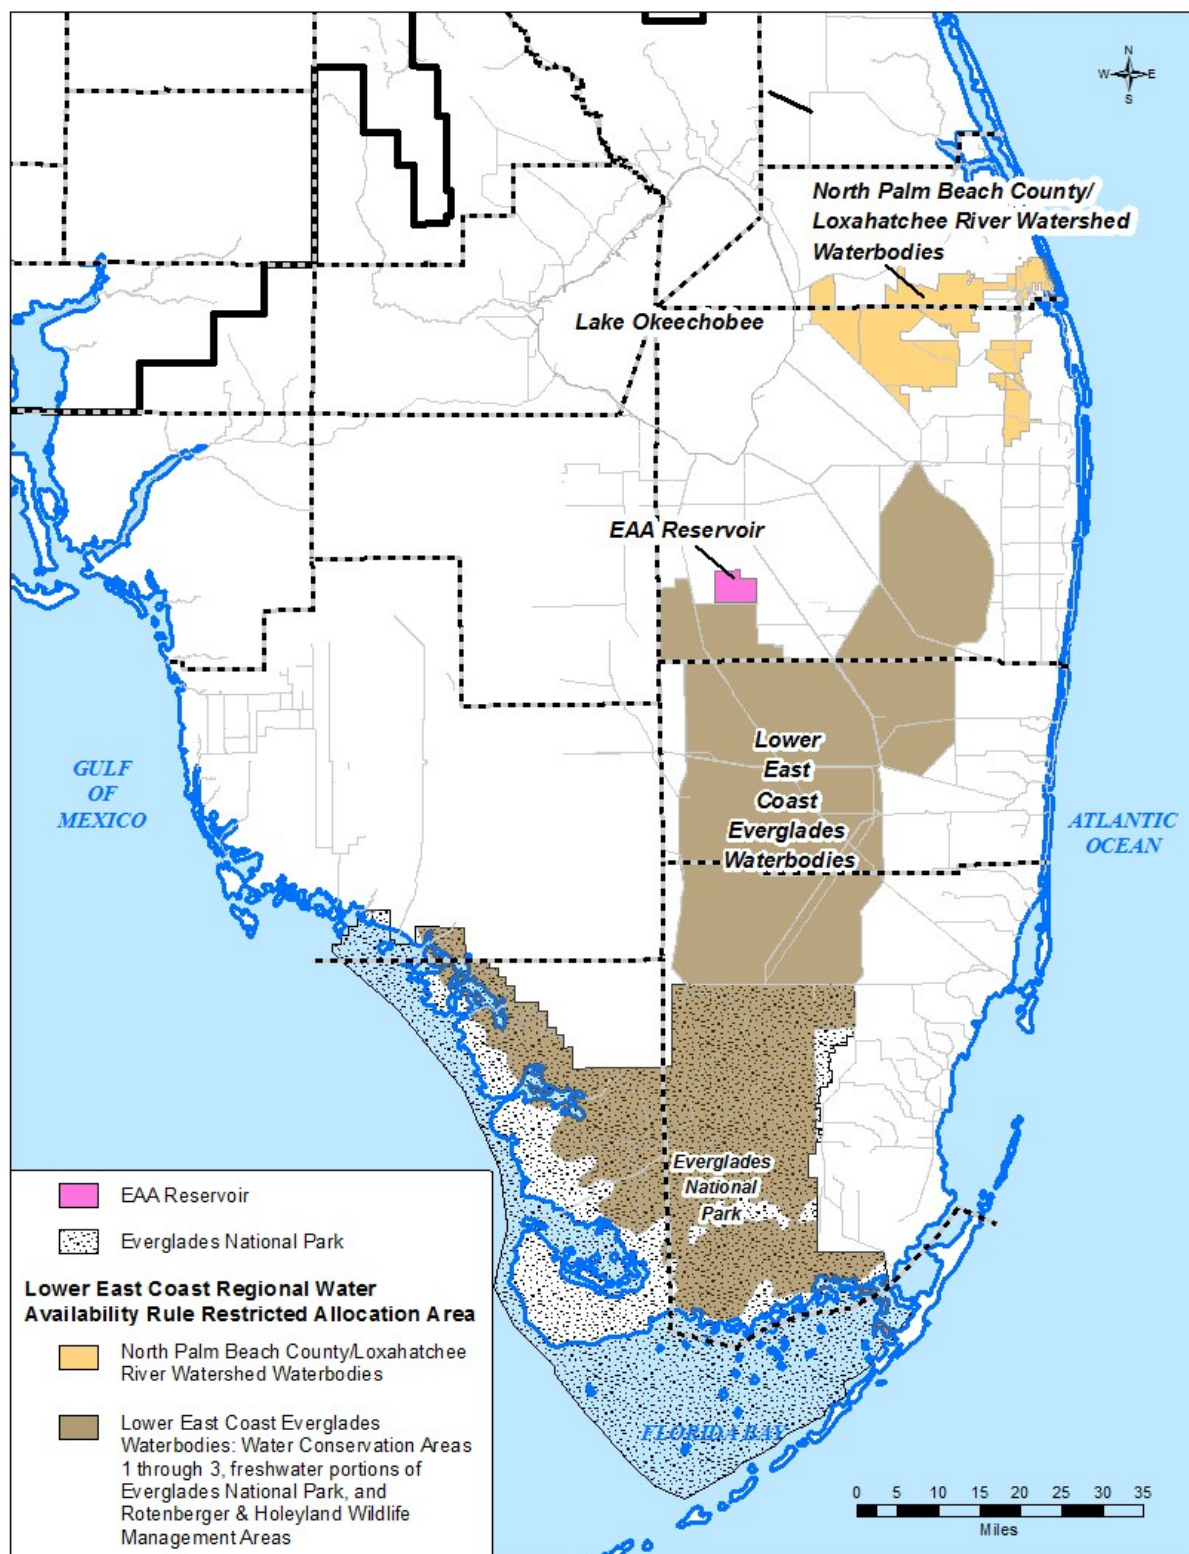 N
W E
S
North Palm Beach County/
Loxahatchee River Watershed
Waterbodies
Lake Okeechobee
EAA Reservoir
Lower
East
Coast
Everglades
Waterbodies
GULF
OF
MEXICO
ATLANTIC
OCEAN
Everglades
National
Park
FLORIDA BAY
EAA Reservoir
Everglades National Park
Lower East Coast Regional Water
Availability Rule Restricted Allocation Area
North Palm Beach County/Loxahatchee
River Watershed Waterbodies
Lower East Coast Everglades
Waterbodies: Water Conservation Areas
1 through 3, freshwater portions of
Everglades National Park, and
Rotenberger & Holeyland Wildlife
Management Areas
0 5 10 15 20 25 30 35
Miles